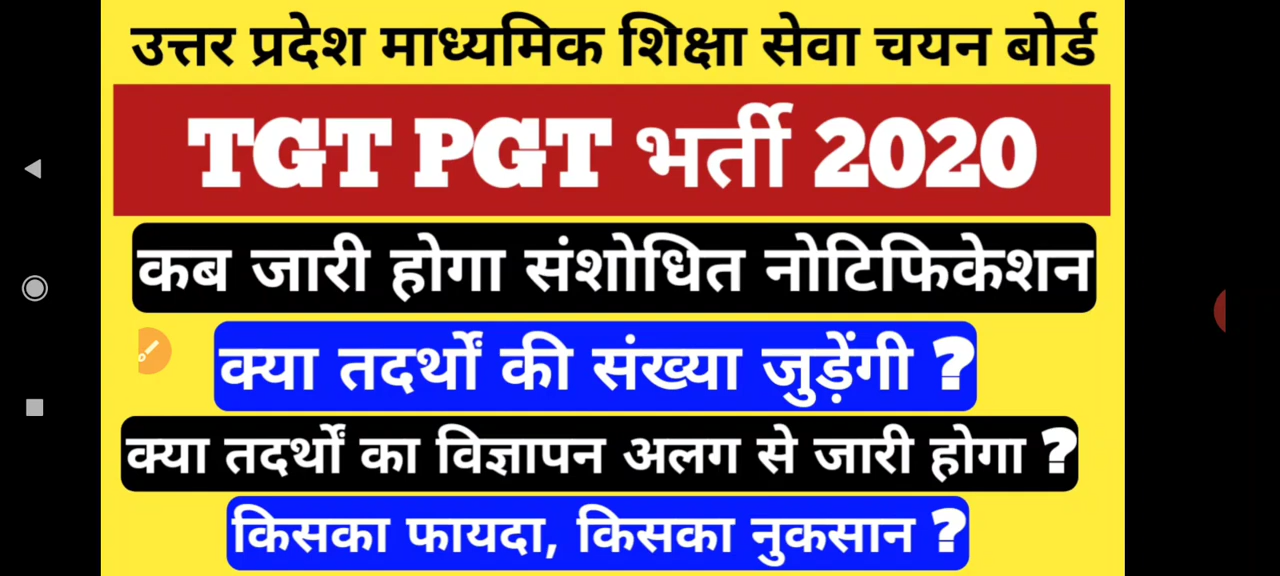 उत्तर प्रदेश माध्यमिक शिक्षा सेवा चयन बोर्ड
TGT PGT भर्ती 2020
कब जारी होगा संशोधित नोटिफिकेशन
क्या तदर्थों की संख्या जुड़ेंगी ?
क्या तदर्थों का विज्ञापन अलग से जारी होगा ?
किसका फायदा, किसका नुकसान ?